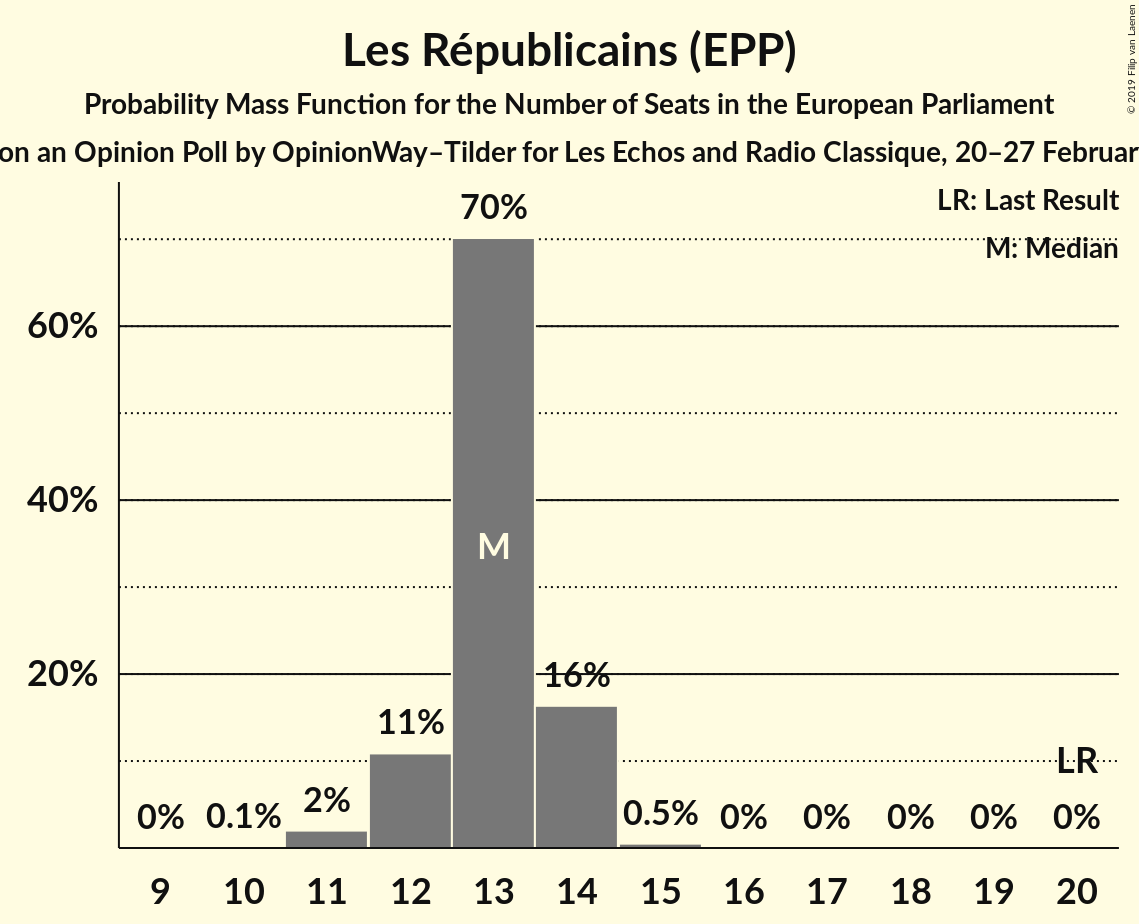 © 2019 Filip van Laenen
Les Républicains (EPP)
Probability Mass Function for the Number of Seats in the European Parliament
on an Opinion Poll by OpinionWay–Tilder for Les Echos and Radio Classique, 20–27 Februar
LR: Last Result
M: Median
70%
60%
40%
M
20%
16%
11%
LR
0%
0.1%
2%
0.5%
0%
0%
0%
0%
0%
9 10 11 12 13 14 15 16 17 18 19 20